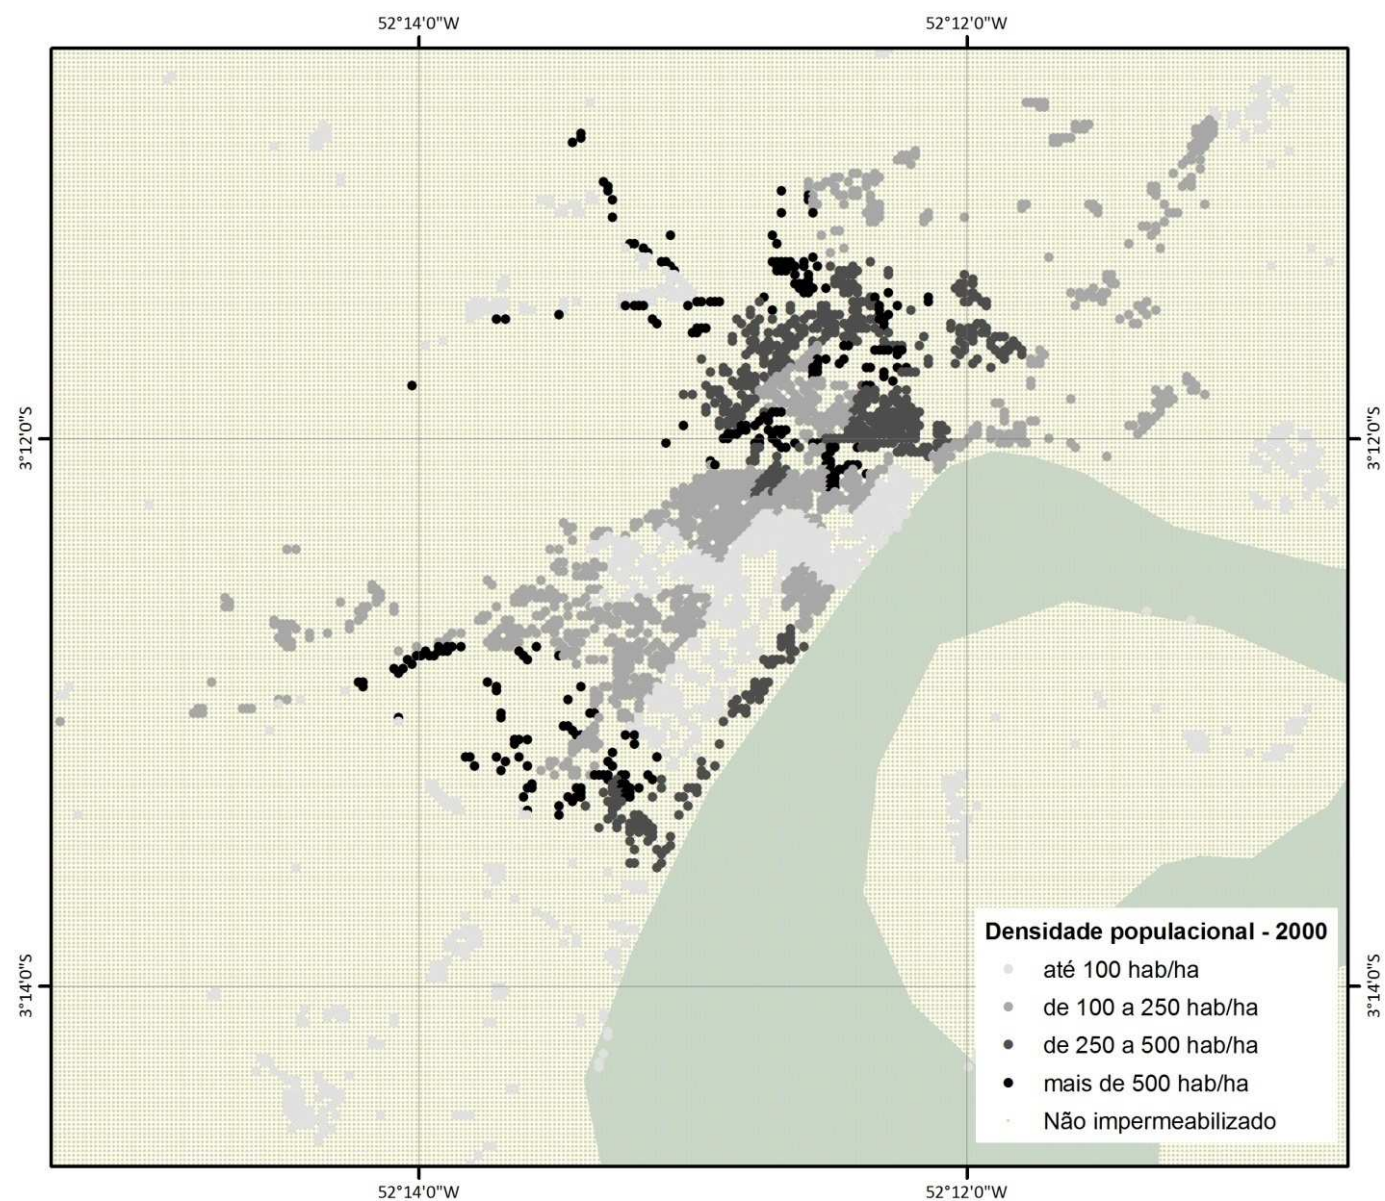 52°14'0"W
52°12'0"W
3°12'0"S
3°12'0"S
3°14'0"S
3°14'0"S
Densidade populacional - 2000
até 100 hab/ha
de 100 a 250 hab/ha
de 250 a 500 hab/ha
mais de 500 hab/ha
Não impermeabilizado
52°14'0"W
52°12'0"W